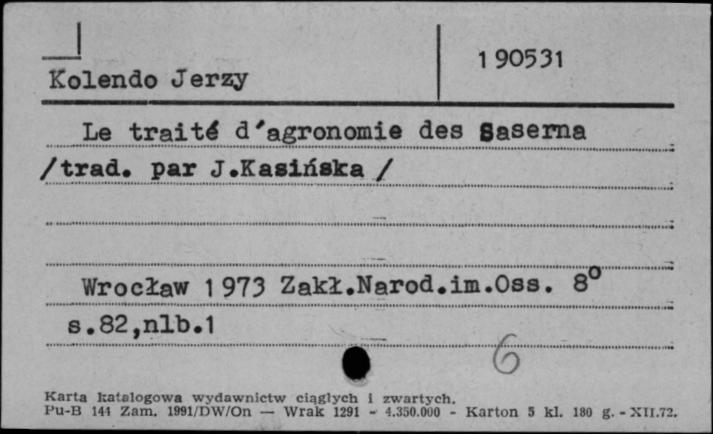 190531
Kolendo Jerzy
Le traité d'agronomie des Saserna
/trad. par J.Kasińska /
Wrocław 1973 Zakł.Narod.im.Oss. 8°
s.82,nlb.1
6
Karta katalogowa wydawnictw ciągłych i zwartych.
Pu-B 144 Zam. 1991/DW/On — Wrak 1291 - 4.350.000 - Karton 5 kl. 180 g. - XII.72.